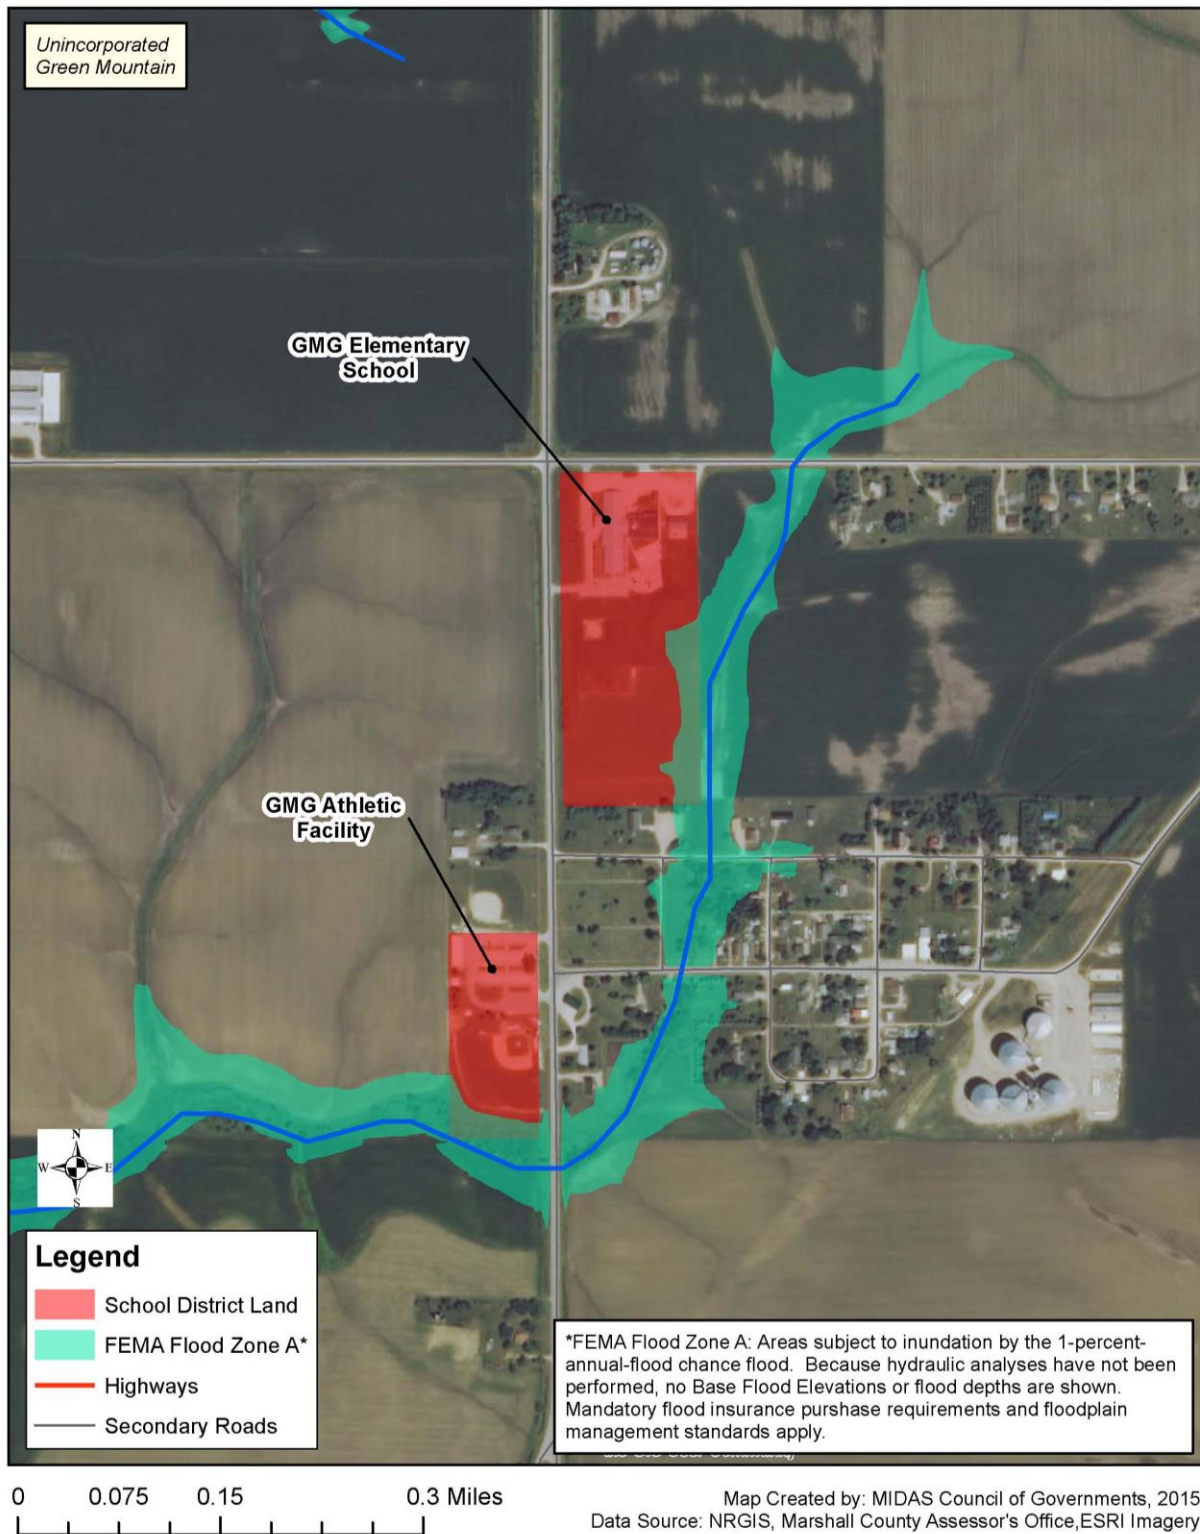 Unincorporated
Green Mountain
GMG Elementary
School
GMG Athletic
Facility
N
W E
S
Legend
School District Land
FEMA Flood Zone A*
Highways
Secondary Roads
*FEMA Flood Zone A: Areas subject to inundation by the 1-percent-
annual-flood chance flood. Because hydraulic analyses have not been
performed, no Base Flood Elevations or flood depths are shown.
Mandatory flood insurance purshase requirements and floodplain
management standards apply.
0 0.075 0.15 0.3 Miles
Map Created by: MIDAS Council of Governments, 2015
Data Source: NRGIS, Marshall County Assessor's Office,ESRI Imagery